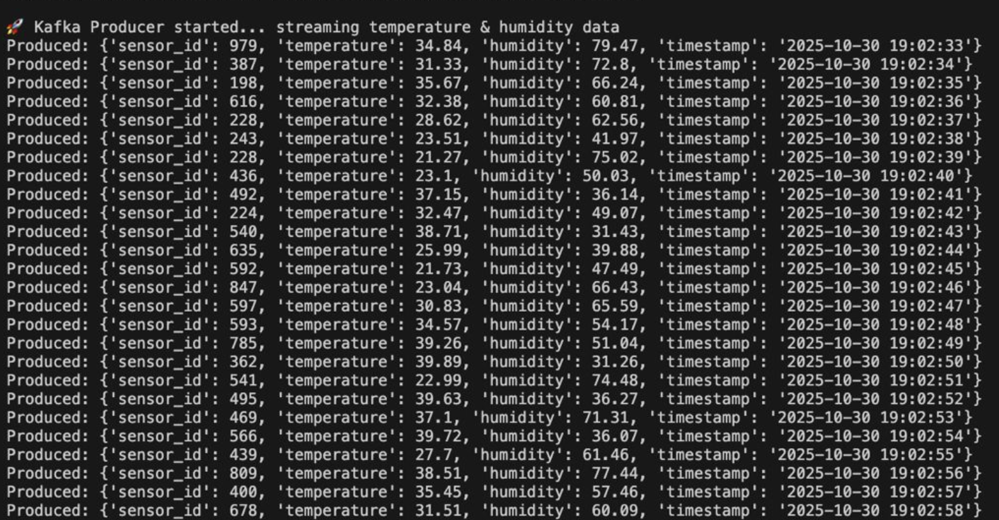 🚀 Kafka Producer started... streaming temperature & humidity data
Produced: {'sensor_id': 979, 'temperature': 34.84, 'humidity': 79.47, 'timestamp': '2025-10-30 19:02:33'}
Produced: {'sensor_id': 387, 'temperature': 31.33, 'humidity': 72.8, 'timestamp': '2025-10-30 19:02:34'}
Produced: {'sensor_id': 198, 'temperature': 35.67, 'humidity': 66.24, 'timestamp': '2025-10-30 19:02:35'}
Produced: {'sensor_id': 616, 'temperature': 32.38, 'humidity': 60.81, 'timestamp': '2025-10-30 19:02:36'}
Produced: {'sensor_id': 228, 'temperature': 28.62, 'humidity': 62.56, 'timestamp': '2025-10-30 19:02:37'}
Produced: {'sensor_id': 243, 'temperature': 23.51, 'humidity': 41.97, 'timestamp': '2025-10-30 19:02:38'}
Produced: {'sensor_id': 228, 'temperature': 21.27, 'humidity': 75.02, 'timestamp': '2025-10-30 19:02:39'}
Produced: {'sensor_id': 436, 'temperature': 23.1, 'humidity': 50.03, 'timestamp': '2025-10-30 19:02:40'}
Produced: {'sensor_id': 492, 'temperature': 37.15, 'humidity': 36.14, 'timestamp': '2025-10-30 19:02:41'}
Produced: {'sensor_id': 224, 'temperature': 32.47, 'humidity': 49.07, 'timestamp': '2025-10-30 19:02:42'}
Produced: {'sensor_id': 540, 'temperature': 38.71, 'humidity': 31.43, 'timestamp': '2025-10-30 19:02:43'}
Produced: {'sensor_id': 635, 'temperature': 25.99, 'humidity': 39.88, 'timestamp': '2025-10-30 19:02:44'}
Produced: {'sensor_id': 592, 'temperature': 21.73, 'humidity': 47.49, 'timestamp': '2025-10-30 19:02:45'}
Produced: {'sensor_id': 847, 'temperature': 23.04, 'humidity': 66.43, 'timestamp': '2025-10-30 19:02:46'}
Produced: {'sensor_id': 597, 'temperature': 30.83, 'humidity': 65.59, 'timestamp': '2025-10-30 19:02:47'}
Produced: {'sensor_id': 593, 'temperature': 34.57, 'humidity': 54.17, 'timestamp': '2025-10-30 19:02:48'}
Produced: {'sensor_id': 785, 'temperature': 39.26, 'humidity': 51.04, 'timestamp': '2025-10-30 19:02:49'}
Produced: {'sensor_id': 362, 'temperature': 39.89, 'humidity': 31.26, 'timestamp': '2025-10-30 19:02:50'}
Produced: {'sensor_id': 541, 'temperature': 22.99, 'humidity': 74.48, 'timestamp': '2025-10-30 19:02:51'}
Produced: {'sensor_id': 495, 'temperature': 39.63, 'humidity': 36.27, 'timestamp': '2025-10-30 19:02:52'}
Produced: {'sensor_id': 469, 'temperature': 37.1, 'humidity': 71.31, 'timestamp': '2025-10-30 19:02:53'}
Produced: {'sensor_id': 566, 'temperature': 39.72, 'humidity': 36.07, 'timestamp': '2025-10-30 19:02:54'}
Produced: {'sensor_id': 439, 'temperature': 27.7, 'humidity': 61.46, 'timestamp': '2025-10-30 19:02:55'}
Produced: {'sensor_id': 809, 'temperature': 38.51, 'humidity': 77.44, 'timestamp': '2025-10-30 19:02:56'}
Produced: {'sensor_id': 400, 'temperature': 35.45, 'humidity': 57.46, 'timestamp': '2025-10-30 19:02:57'}
Produced: {'sensor_id': 678, 'temperature': 31.51, 'humidity': 60.09, 'timestamp': '2025-10-30 19:02:58'}